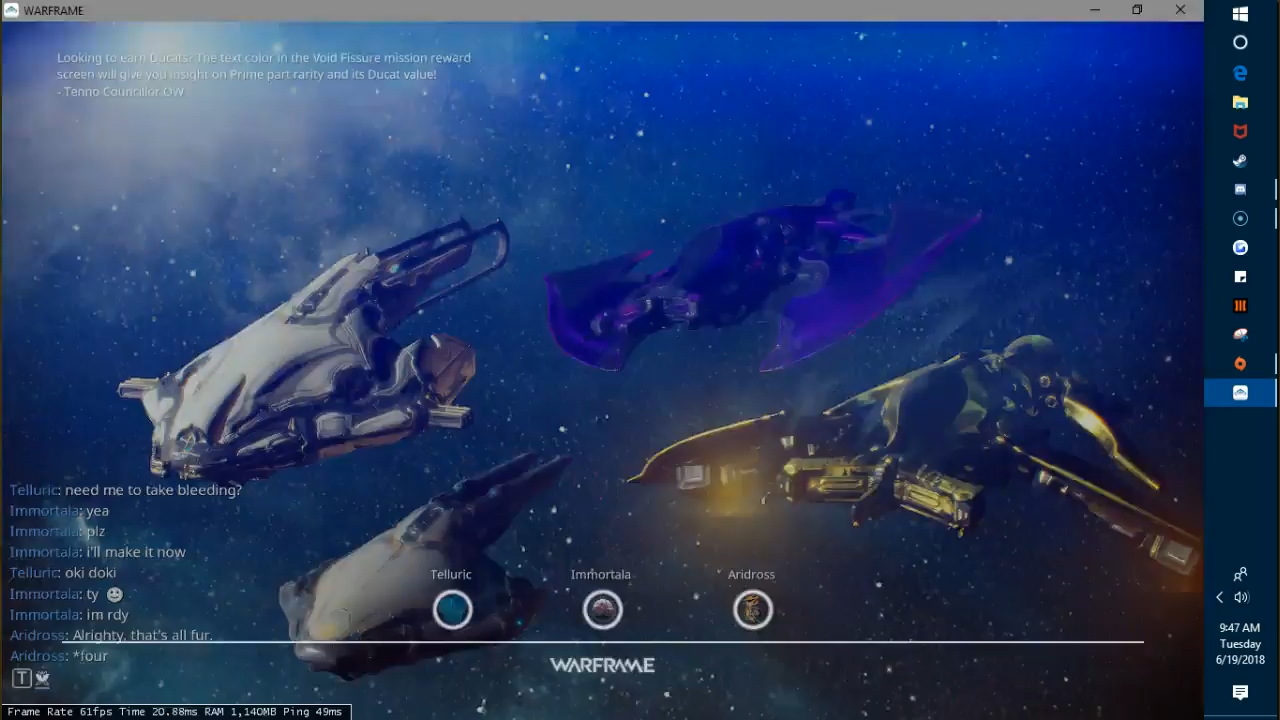 WARFRAME
Looking to earn Ducats? The text color in the Void Fissure mission reward
screen will give you insight on Prime part rarity and its Ducat value!
- Tenno Councillor OW
Telluric: need me to take bleeding?
Immortala: yea
Immortala: plz
Immortala: i'll make it now
Telluric: oki doki
Immortala: ty
Immortala: im rdy
Aridross: Alrighty, that's all fur.
Aridross: *four
T
Telluric
Immortala
Aridross
WARFRAME
Frame Rate 61fps Time 20.88ms RAM 1,140MB Ping 49ms
9:47 AM
Tuesday
6/19/2018